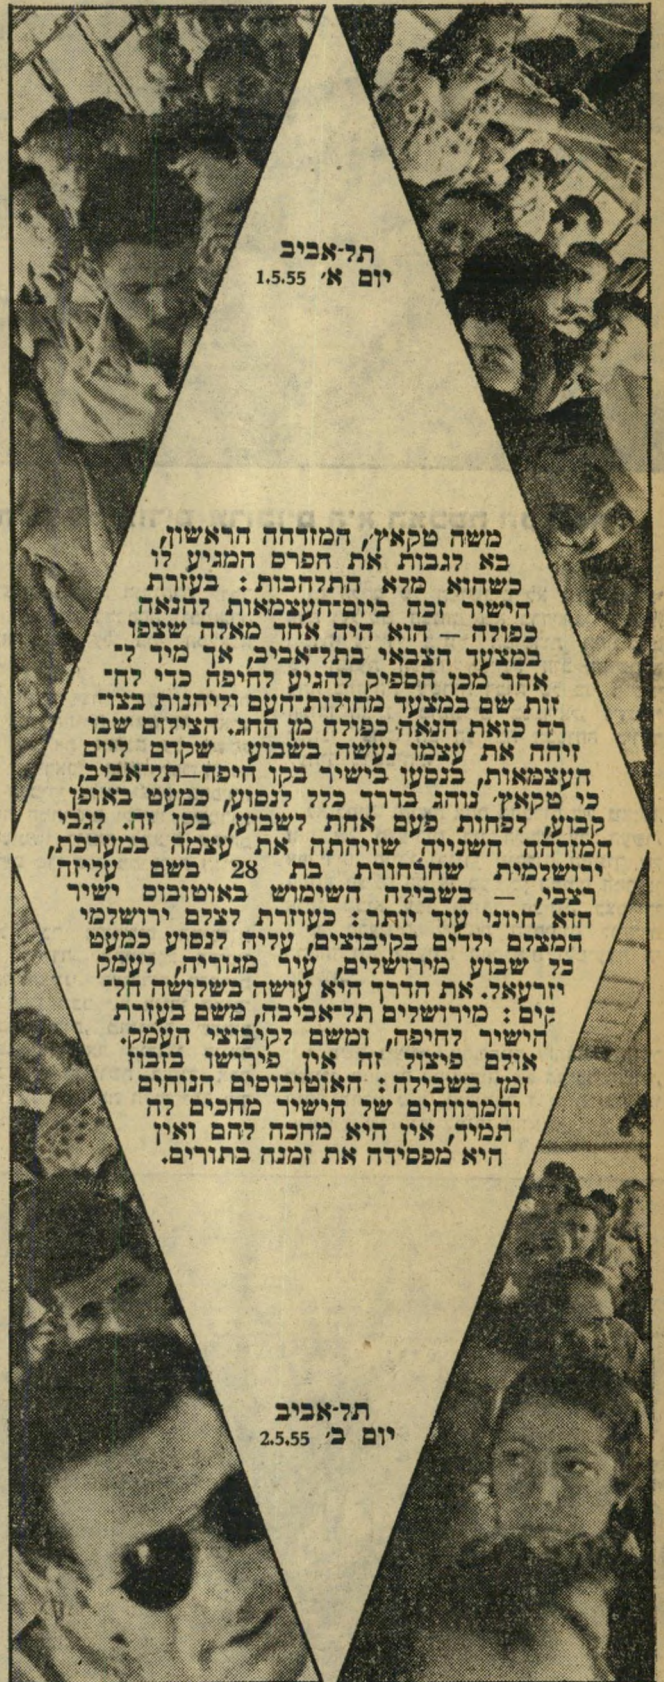 תל-אביב
יום א׳ 1.5.55
משה טקאץ׳, המזדהה הראשון,
בא לגבות את הפרס המגיע לו
כשהוא מלא התלהבות: בעזרת
הישיר זכה ביום־העצמאות להנאה
כפולה — הוא היה אחד מאלה שצפו
במצעד הצבאי בתל־אביב, אך מיד ל־
אחר מכן הספיק להגיע לחיפה כדי לח־
זות שם במצעד מחולות־העם וליהנות בצו־
רה כזאת הנאה כפולה מן החג. הצילום שבו
זיהה את עצמו נעשה בשבוע שקדם ליום
העצמאות, בנסעו בישיר בקו חיפה—תל־אביב,
כי טקאץ׳ נוהג בדרך כלל לנסוע, כמעט באופן
קבוע, לפחות פעם אחת לשבוע, בקו זה. לגבי
המזדהה השנייה שזיהתה את עצמה במערכת,
ירושלמית שחרחורת בת 28 בשם עליזה
רצבי, — בשבילה השימוש באוטובוס ישיר
הוא חיוני עוד יותר: כעוזרת לצלם ירושלמי
המצלם ילדים בקיבוצים, עליה לנסוע כמעט
כל שבוע מירושלים, עיר מגוריה, לעמק
יזרעאל. את הדרך היא עושה בשלושה חל־
קים: מירושלים תל־אביבה, משם בעזרת
הישיר לחיפה, ומשם לקיבוצי העמק.
אולם פיצול זה אין פירושו בזבוז
זמן בשבילה: האוטובוסים הנוחים
והמרווחים של הישיר מחכים לה
תמיד, אין היא מחכה להם ואין
היא מפסידה את זמנה בתורים.
תל-אביב
יום ב׳ 2.5.55